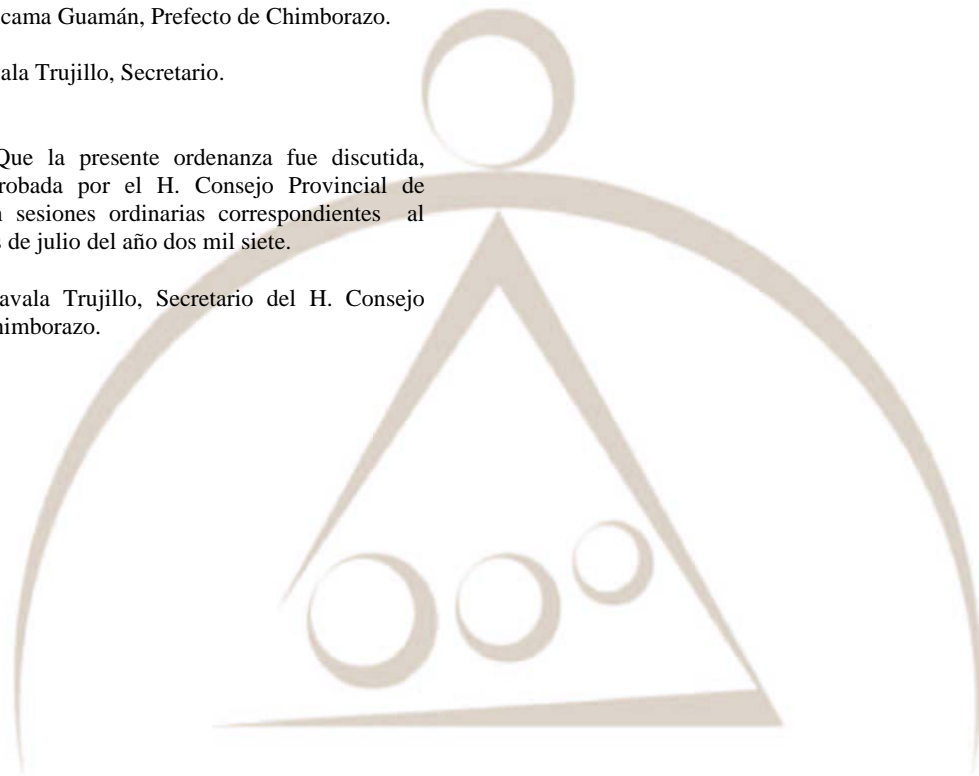 cama Guamán, Prefecto de Chimborazo.
ala Trujillo, Secretario.
Que la presente ordenanza fue discutida,
robada por el H. Consejo Provincial de
sesiones ordinarias correspondientes al
de julio del año dos mil siete.
avala Trujillo, Secretario del H. Consejo
himborazo.